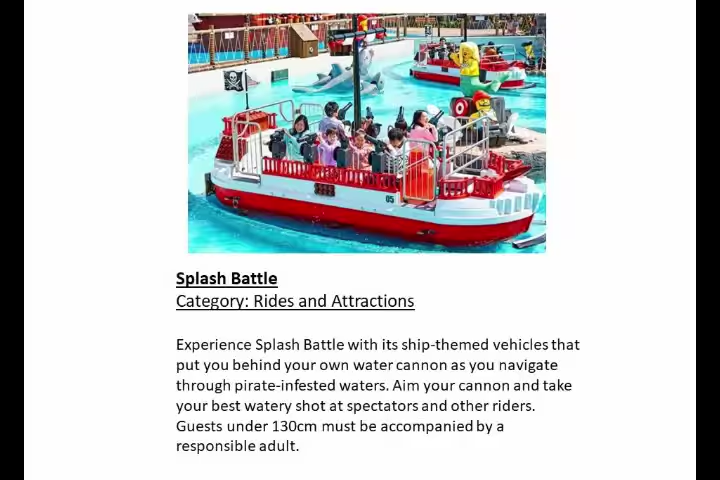 05
Splash Battle
Category: Rides and Attractions
Experience Splash Battle with its ship-themed vehicles that
put you behind your own water cannon as you navigate
through pirate-infested waters. Aim your cannon and take
your best watery shot at spectators and other riders.
Guests under 130cm must be accompanied by a
responsible adult.